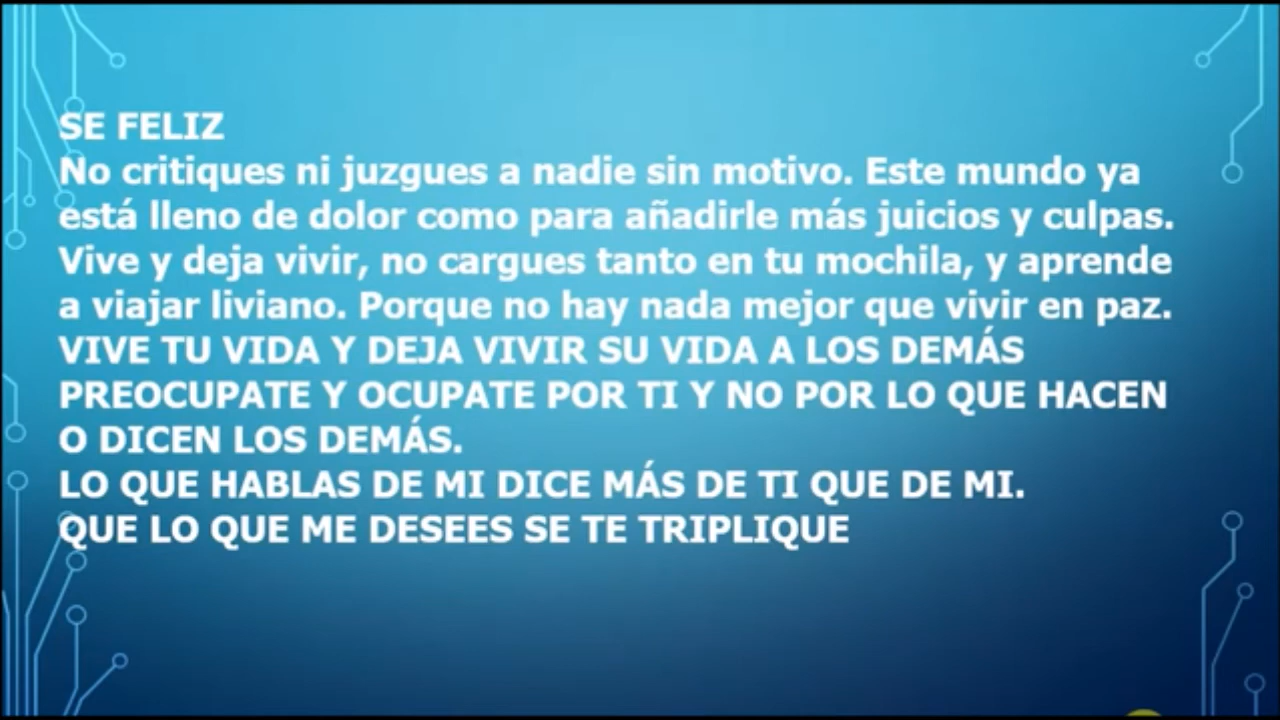 SE FELIZ
No critiques ni juzgues a nadie sin motivo. Este mundo ya
está lleno de dolor como para añadirle más juicios y culpas.
Vive y deja vivir, no cargues tanto en tu mochila, y aprende
a viajar liviano. Porque no hay nada mejor que vivir en paz.
VIVE TU VIDA Y DEJA VIVIR SU VIDA A LOS DEMÁS
PREOCUPATE Y OCUPATE POR TI Y NO POR LO QUE HACEN
O DICEN LOS DEMÁS.
LO QUE HABLAS DE MI DICE MÁS DE TI QUE DE MI.
QUE LO QUE ME DESEES SE TE TRIPLIQUE